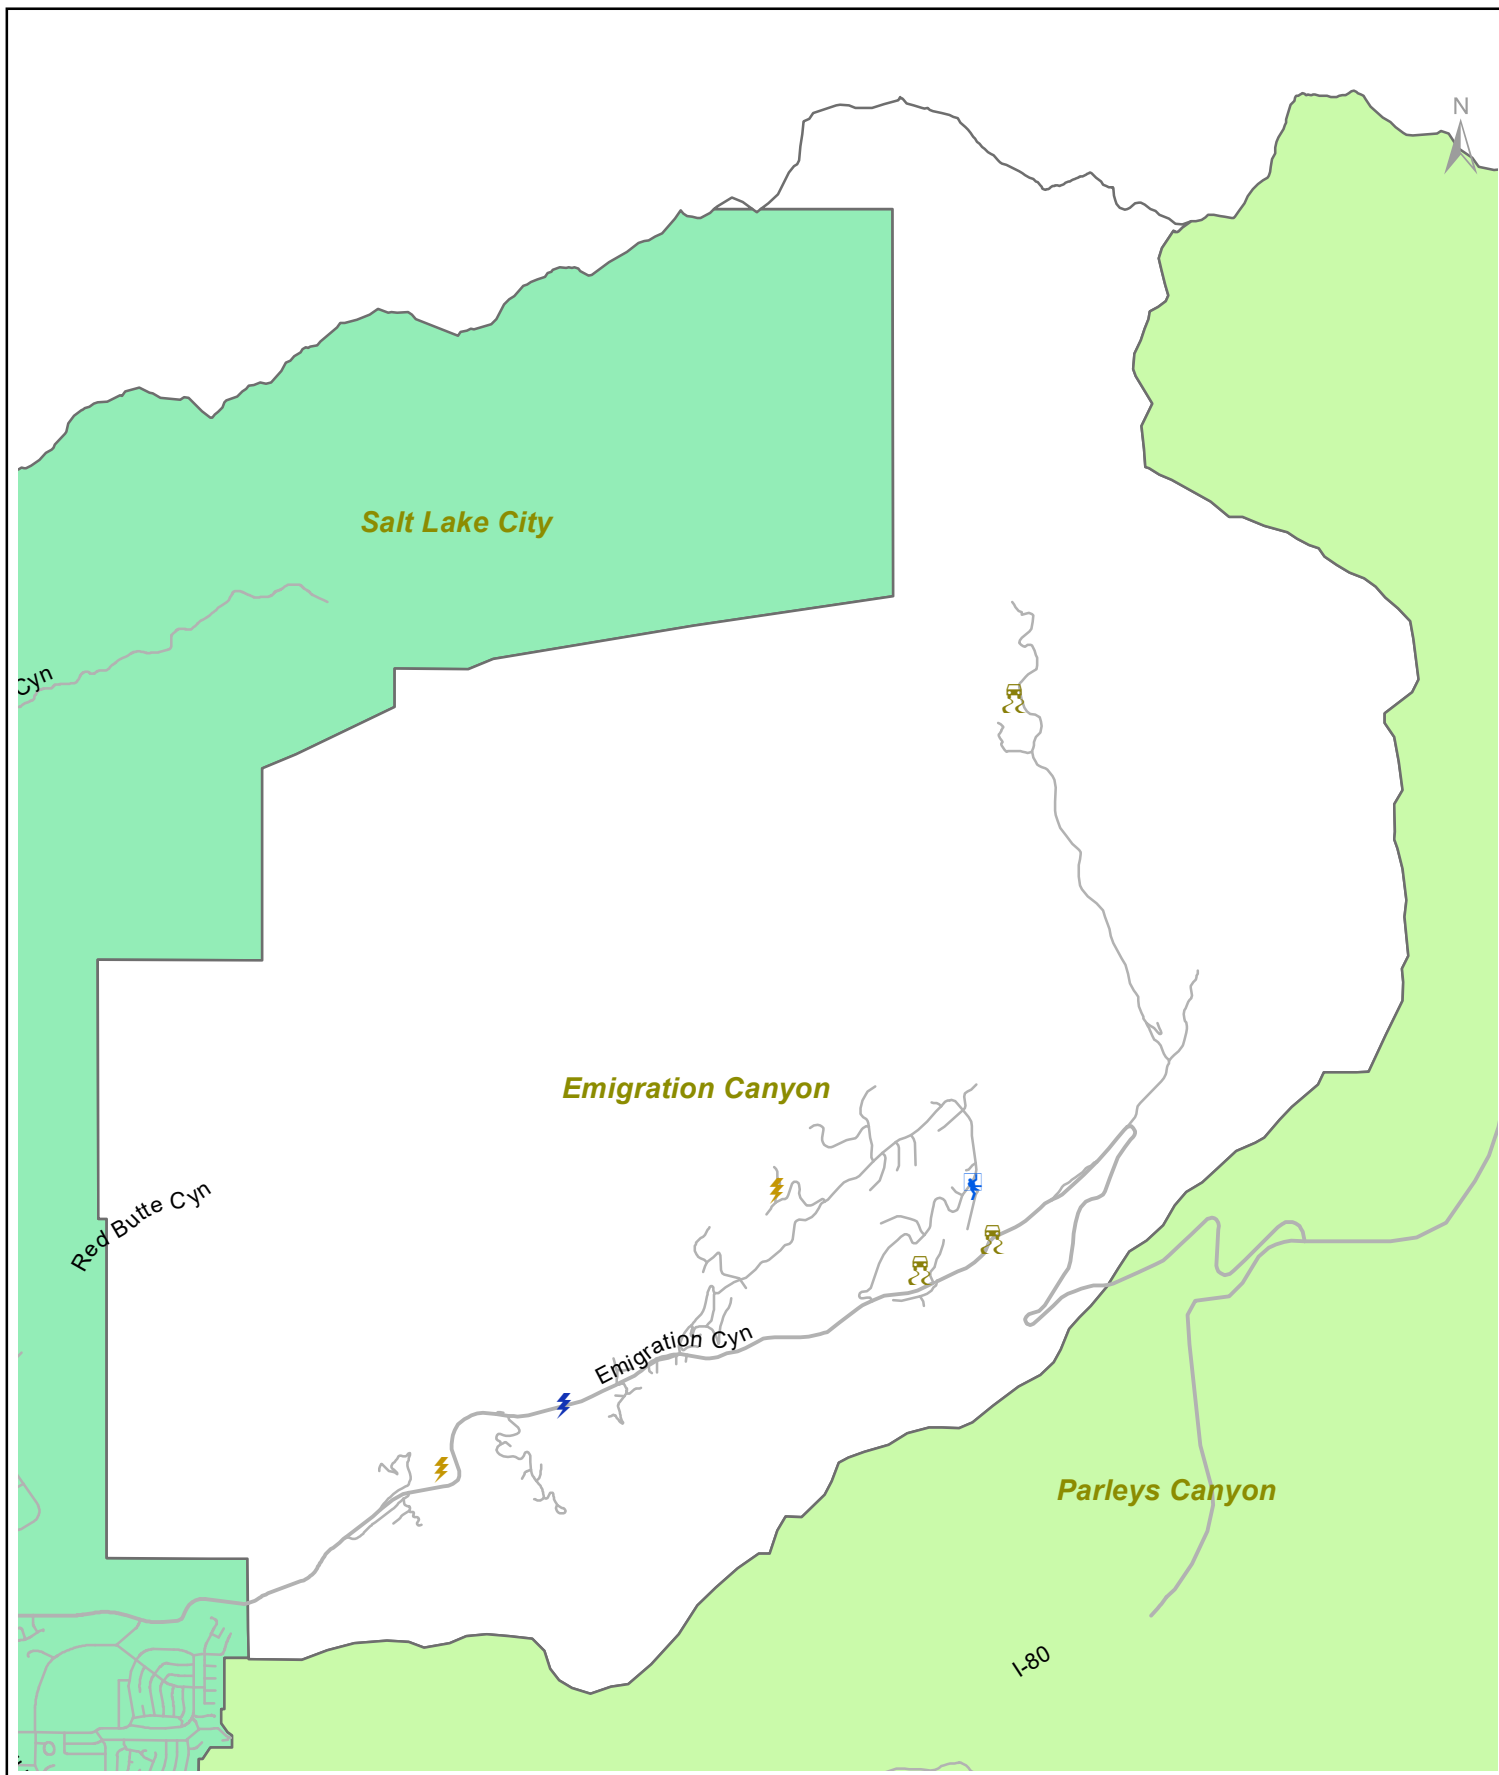 N
Salt Lake City
Cyn
Emigration Canyon
Red Butte Cyn
Emigration Cyn
Parleys Canyon
I-80